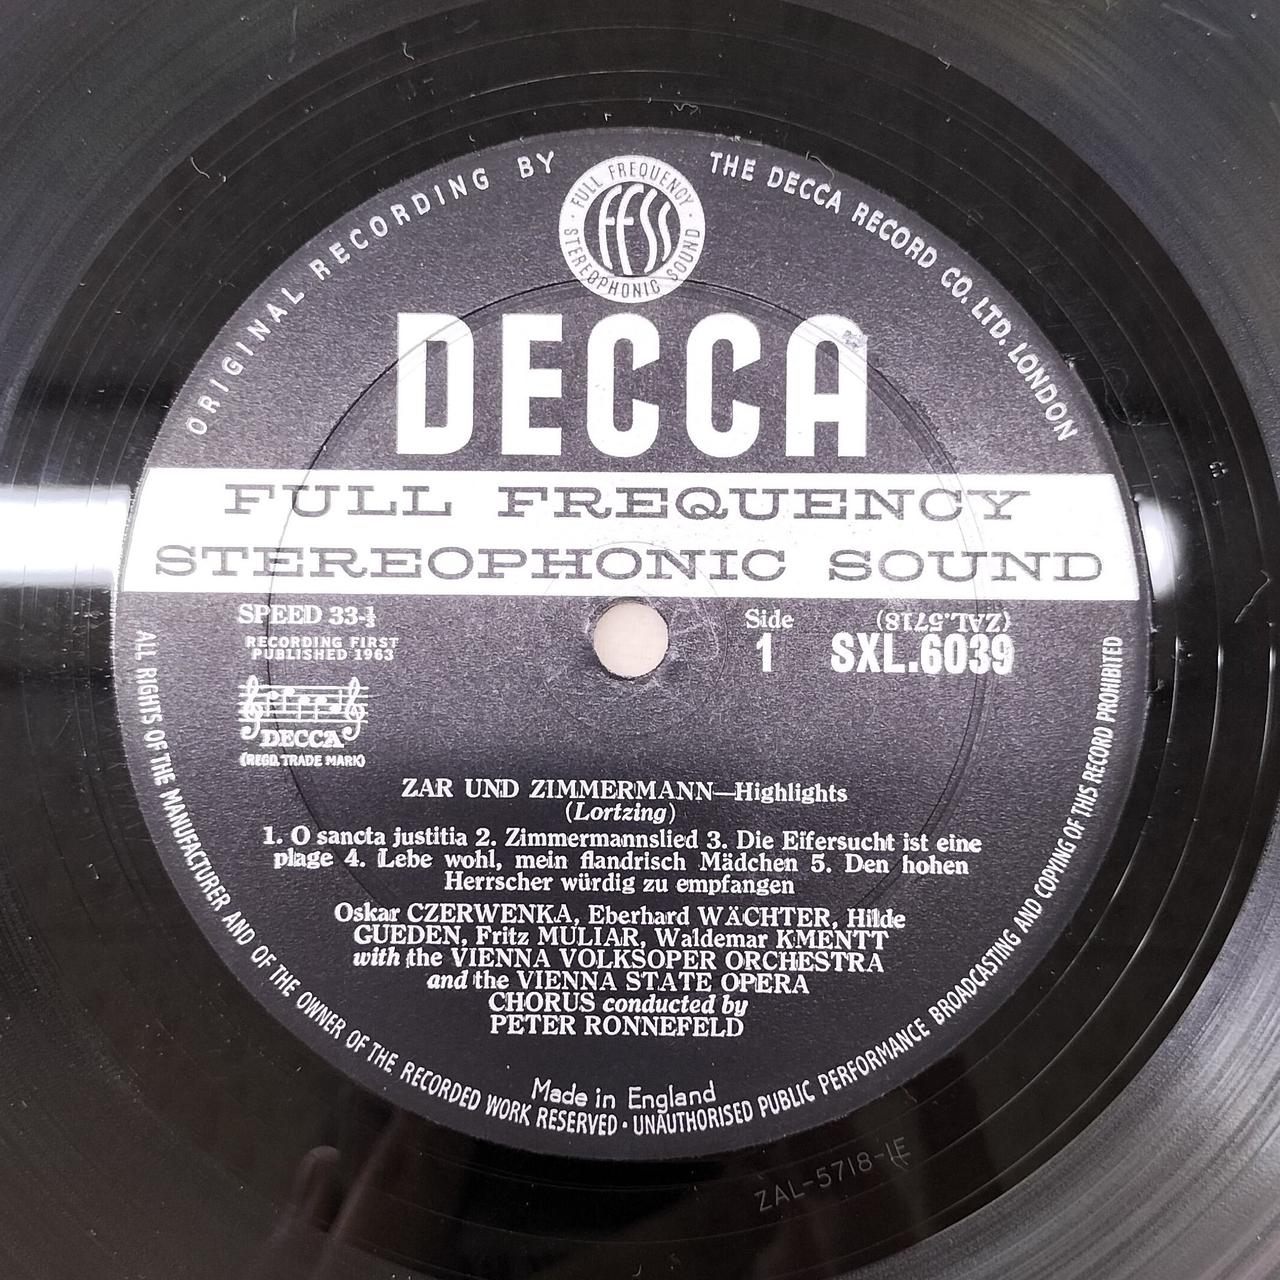 ORIGINAL RECORDING BY THE DECCA RECORD CO. LTD. LONDON
FULL FREQUENCY
FFSS
STEREOPHONIC SOUND
DECCA
FULL FREQUENCY
STEREOPHONIC SOUND
SPEED 33-⅓
RECORDING FIRST
PUBLISHED 1963
Side
1
(ZAL.5718)
SXL.6039
DECCA
(REGD. TRADE MARK)
ZAR UND ZIMMERMANN—Highlights
(Lortzing)
1. O sancta justitia 2. Zimmermannslied 3. Die Eifersucht ist eine
plage 4. Lebe wohl, mein flandrisch Mädchen 5. Den hohen
Herrscher würdig zu empfangen
Oskar CZERWENKA, Eberhard WÄCHTER, Hilde
GUEDEN, Fritz MULIAR, Waldemar KMENTT
with the VIENNA VOLKSOPER ORCHESTRA
and the VIENNA STATE OPERA
CHORUS conducted by
PETER RONNEFELD
Made in England
ALL RIGHTS OF THE MANUFACTURER AND OF THE OWNER OF THE RECORDED WORK RESERVED · UNAUTHORISED PUBLIC PERFORMANCE BROADCASTING AND COPYING OF THIS RECORD PROHIBITED
ZAL-5718-1E